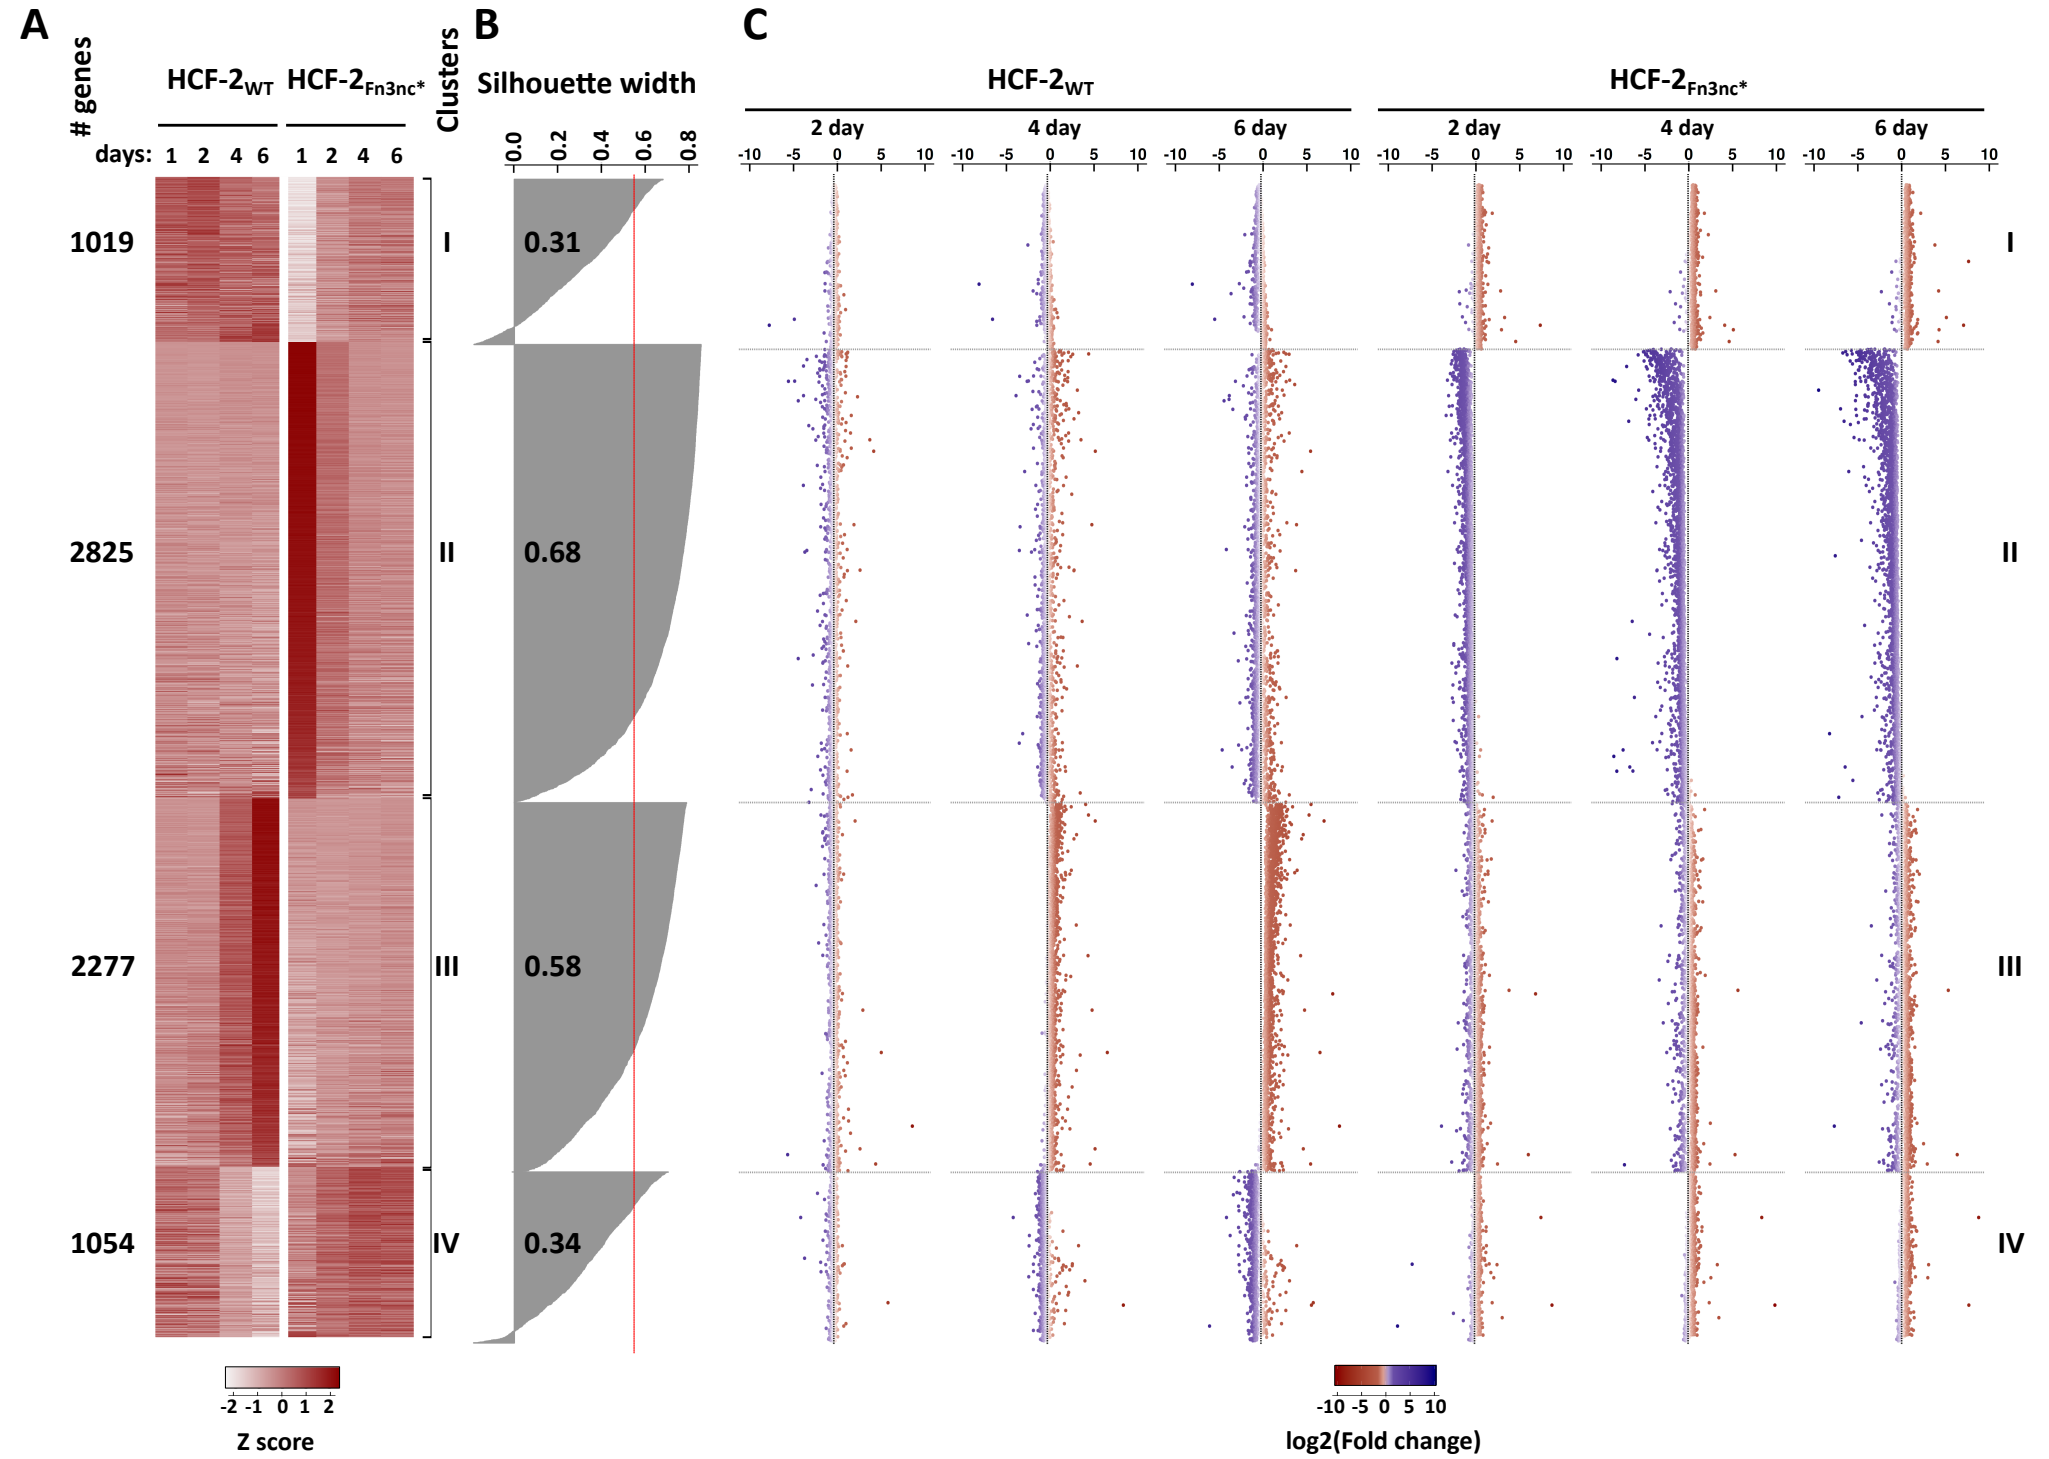 A
B
C
# genes
HCF-2WT
HCF-2Fn3nc*
Clusters
Silhouette width
HCF-2WT
HCF-2Fn3nc*
days: 1 2 4 6 1 2 4 6
0.0 0.2 0.4 0.6 0.8
2 day 4 day 6 day 2 day 4 day 6 day
-10 -5 0 5 10 -10 -5 0 5 10 -10 -5 0 5 10 -10 -5 0 5 10 -10 -5 0 5 10 -10 -5 0 5 10
1019 I 0.31 I
2825 II 0.68 II
2277 III 0.58 III
1054 IV 0.34 IV
-2 -1 0 1 2
Z score
-10 -5 0 5 10
log2(Fold change)